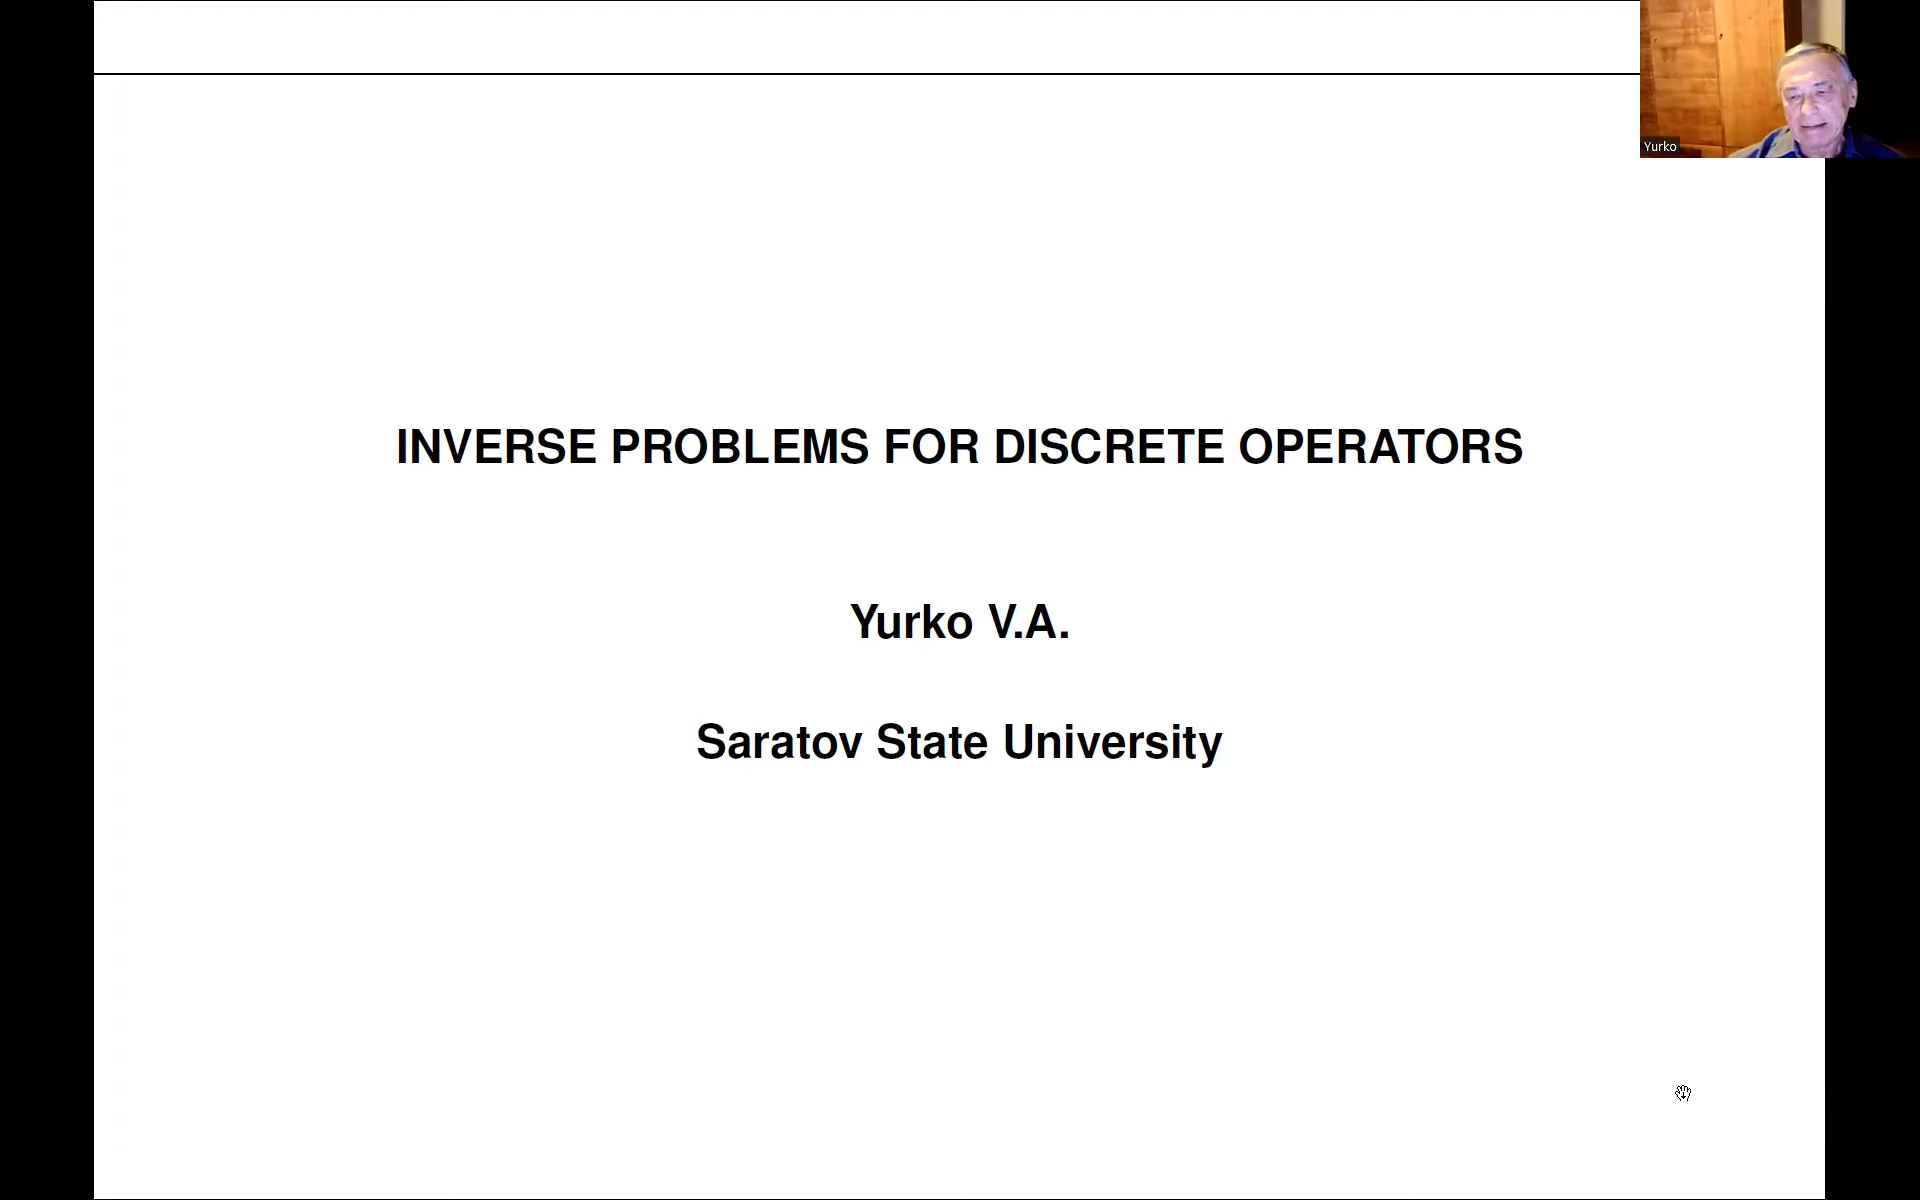 Yurko
INVERSE PROBLEMS FOR DISCRETE OPERATORS
Yurko V.A.
Saratov State University